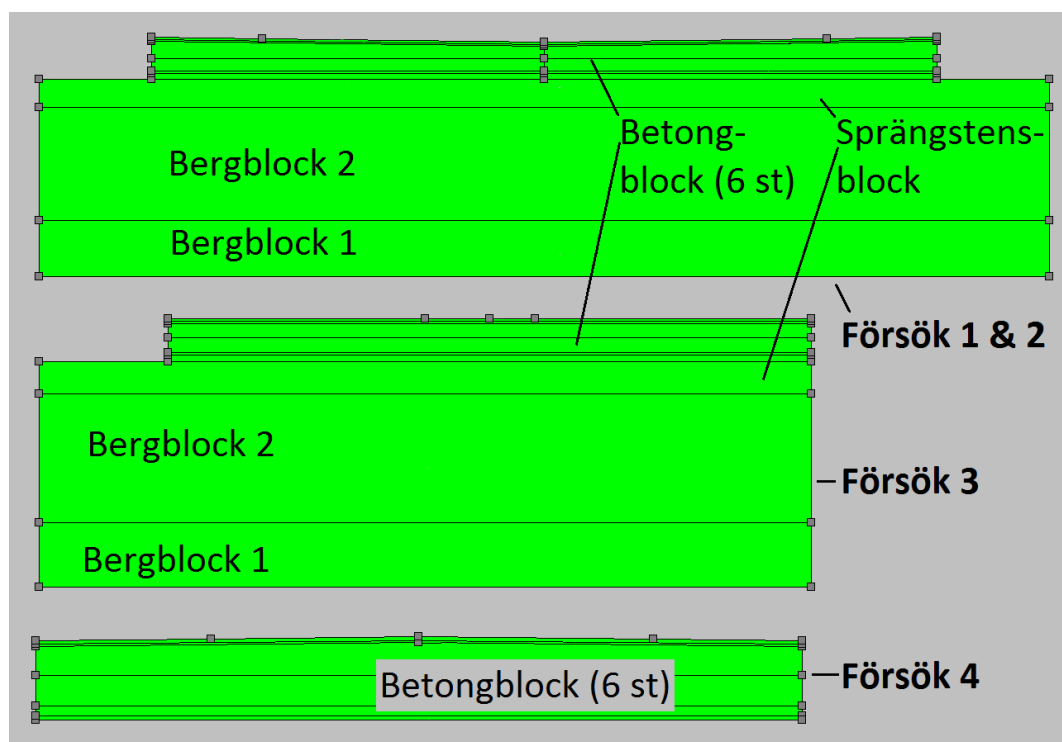 Betong-
block (6 st)
Sprängstens-
block
Bergblock 2
Bergblock 1
Försök 1 & 2
Bergblock 2
Försök 3
Bergblock 1
Betongblock (6 st)
Försök 4